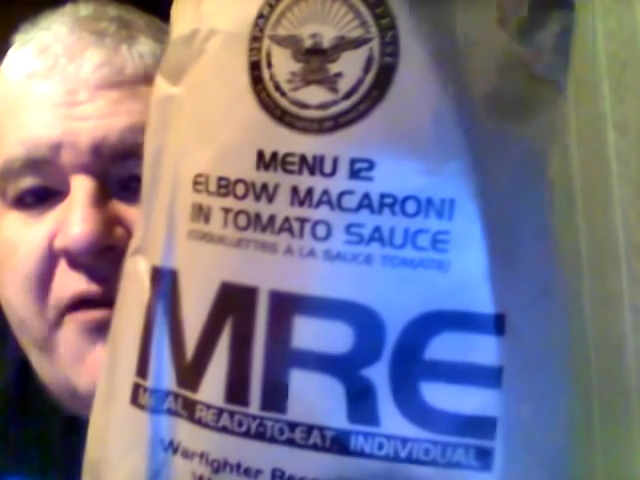 MENU 12
ELBOW MACARONI
IN TOMATO SAUCE
(COQUILLETTES A LA SAUCE TOMATE)
MRE
MEAL READY-TO-EAT, INDIVIDUAL
Warfighter